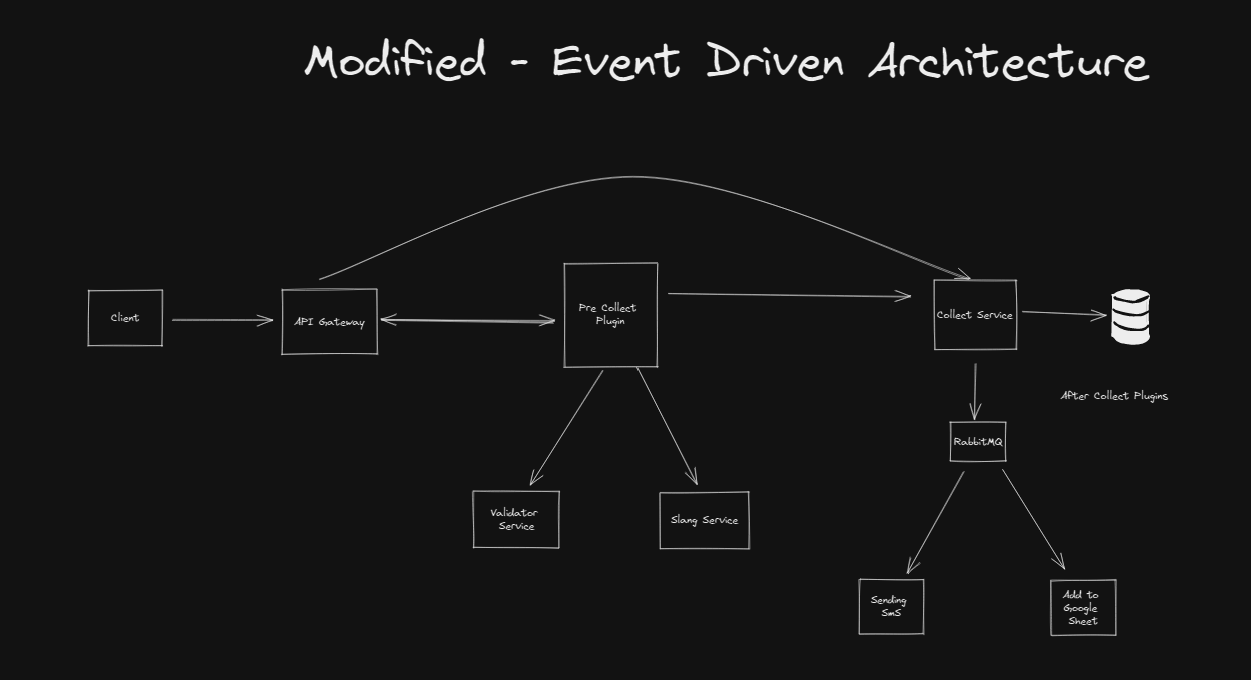 Modified - Event Driven Architecture
Client
API Gateway
Pre Collect
Plugin
Collect Service
After Collect Plugins
RabbitMQ
Validator
Service
Slang Service
Sending
SmS
Add to
Google
Sheet